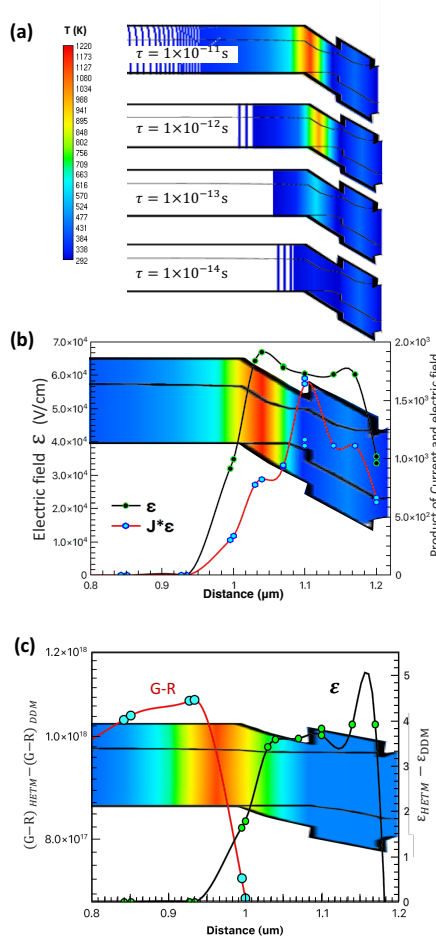 (a)
T (K)
1220
1173
1127
1080
1034
988
941
895
852
802
756
709
663
616
570
524
477
431
384
338
292
τ = 1×10⁻¹¹s
τ = 1×10⁻¹²s
τ = 1×10⁻¹³s
τ = 1×10⁻¹⁴s
(b)
7.0×10⁴
6.0×10⁴
5.0×10⁴
4.0×10⁴
3.0×10⁴
2.0×10⁴
1.0×10⁴
0
Electric field Ɛ (V/cm)
ε
J*ε
2.0×10³
1.5×10³
1.0×10³
5.0×10²
0
Product of Current and electric field
0.8
0.9
1
1.1
1.2
Distance (µm)
(c)
1.2×10¹⁸
1.0×10¹⁸
8.0×10¹⁷
(G−R) HETM−(G−R) DDM
G-R
ε
5
4
3
2
1
0
εHETM − εDDM
0.8
0.9
1.0
1.1
1.2
Distance (um)